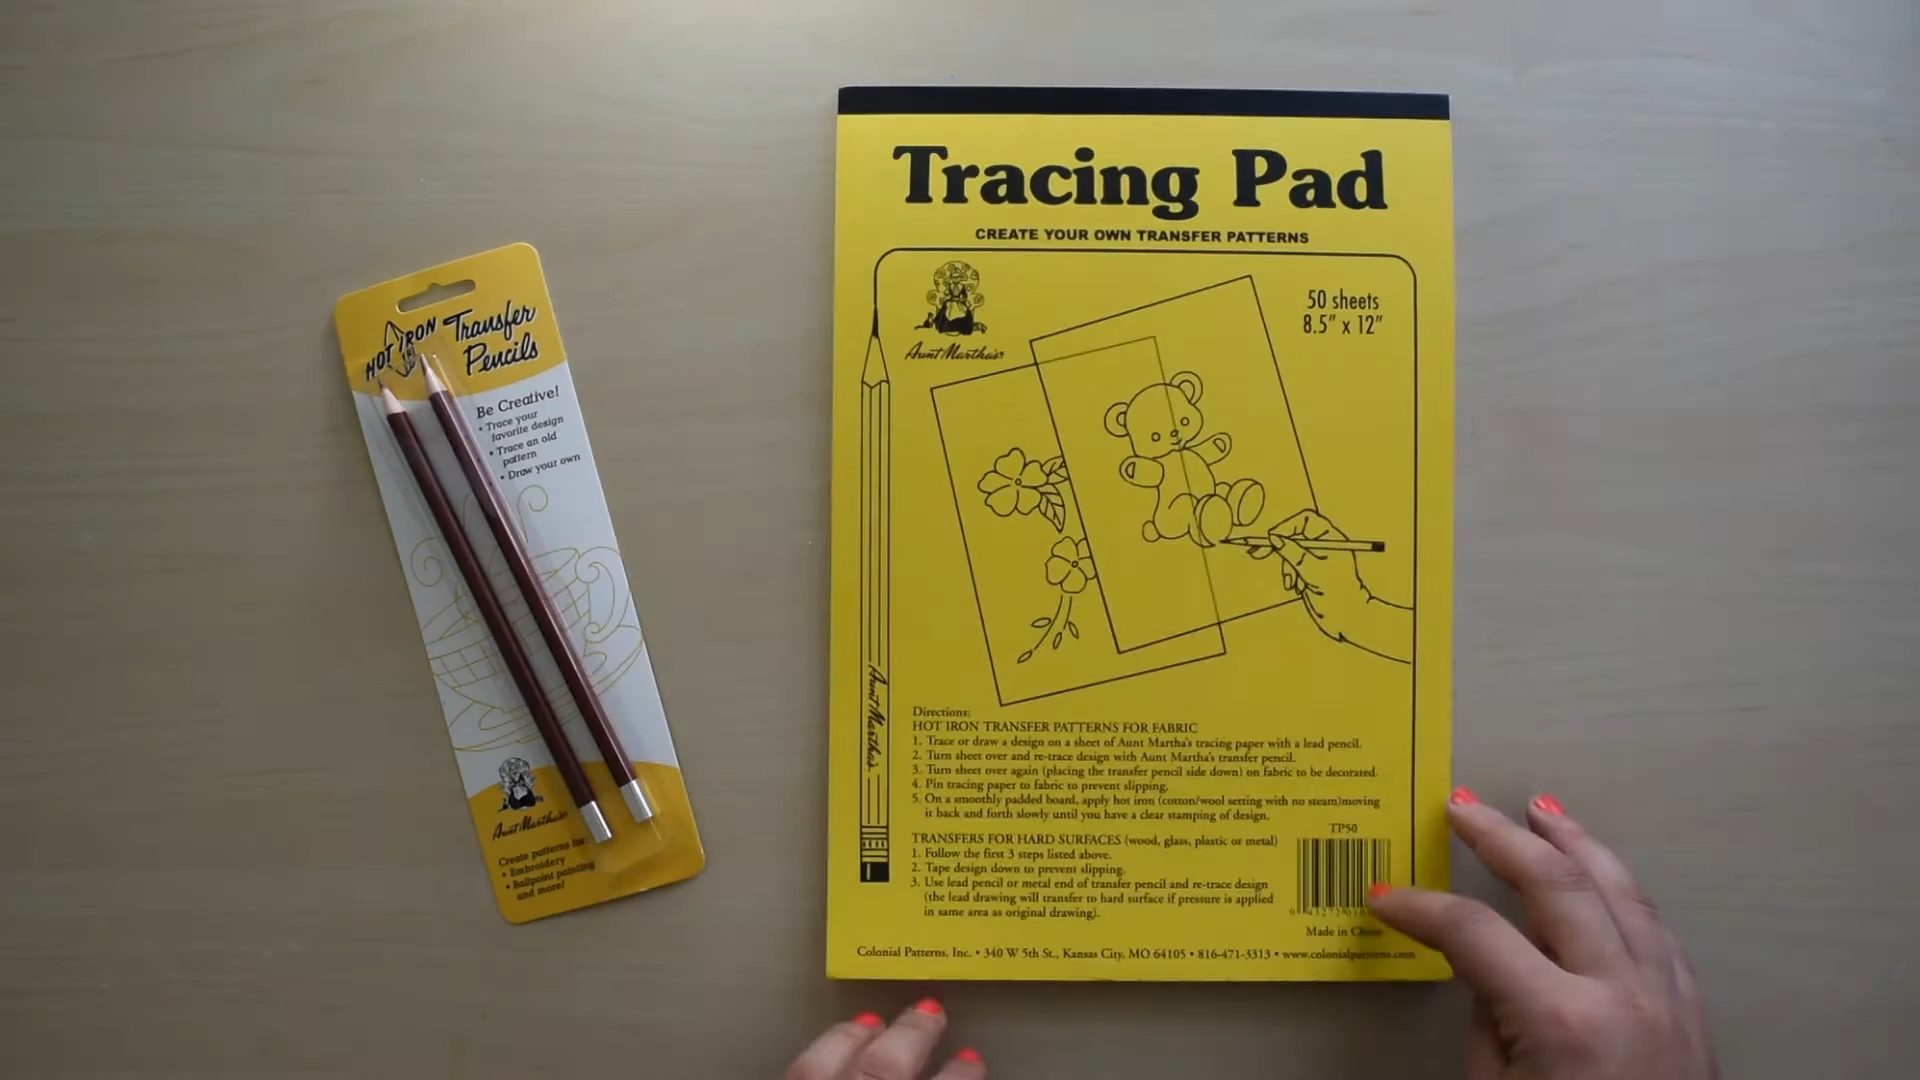 HOT IRON Transfer
Pencils
Be Creative!
• Trace your
favorite design
• Trace an old
pattern
• Draw your own
Aunt Martha's®
Create patterns for
• Embroidery
• Ballpoint painting
and more!
Tracing Pad
CREATE YOUR OWN TRANSFER PATTERNS
50 sheets
8.5" x 12"
Aunt Martha's®
Aunt Martha's®
Directions:
HOT IRON TRANSFER PATTERNS FOR FABRIC
1. Trace or draw a design on a sheet of Aunt Martha's tracing paper with a lead pencil.
2. Turn sheet over and re-trace design with Aunt Martha's transfer pencil.
3. Turn sheet over again (placing the transfer pencil side down) on fabric to be decorated.
4. Pin tracing paper to fabric to prevent slipping.
5. On a smoothly padded board, apply hot iron (cotton/wool setting with no steam)moving
it back and forth slowly until you have a clear stamping of design.
TRANSFERS FOR HARD SURFACES (wood, glass, plastic or metal)
1. Follow the first 3 steps listed above.
2. Tape design down to prevent slipping.
3. Use lead pencil or metal end of transfer pencil and re-trace design
(the lead drawing will transfer to hard surface if pressure is applied
in same area as original drawing).
TP50
Made in
Colonial Patterns, Inc. • 340 W 5th St., Kansas City, MO 64105 • 816-471-3313 • www.colonialpatterns.com